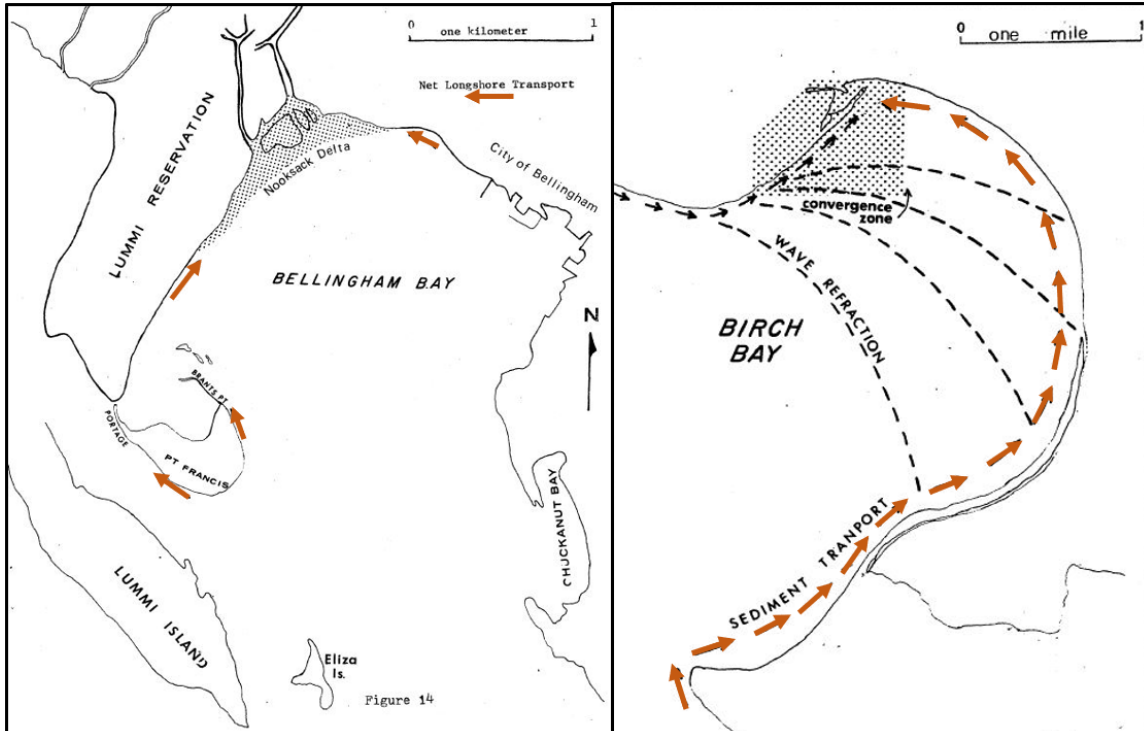 0 1
one kilometer
Net Longshore Transport
LUMMI RESERVATION
Nooksack Delta
City of Bellingham
BELLINGHAM BAY
N
BRANTS PT.
PORTAGE
PT FRANCIS
CHUCKANUT BAY
LUMMI ISLAND
Eliza
Is.
Figure 14
0 1
one mile
convergence
zone
WAVE REFRACTION
BIRCH
BAY
SEDIMENT TRANPORT